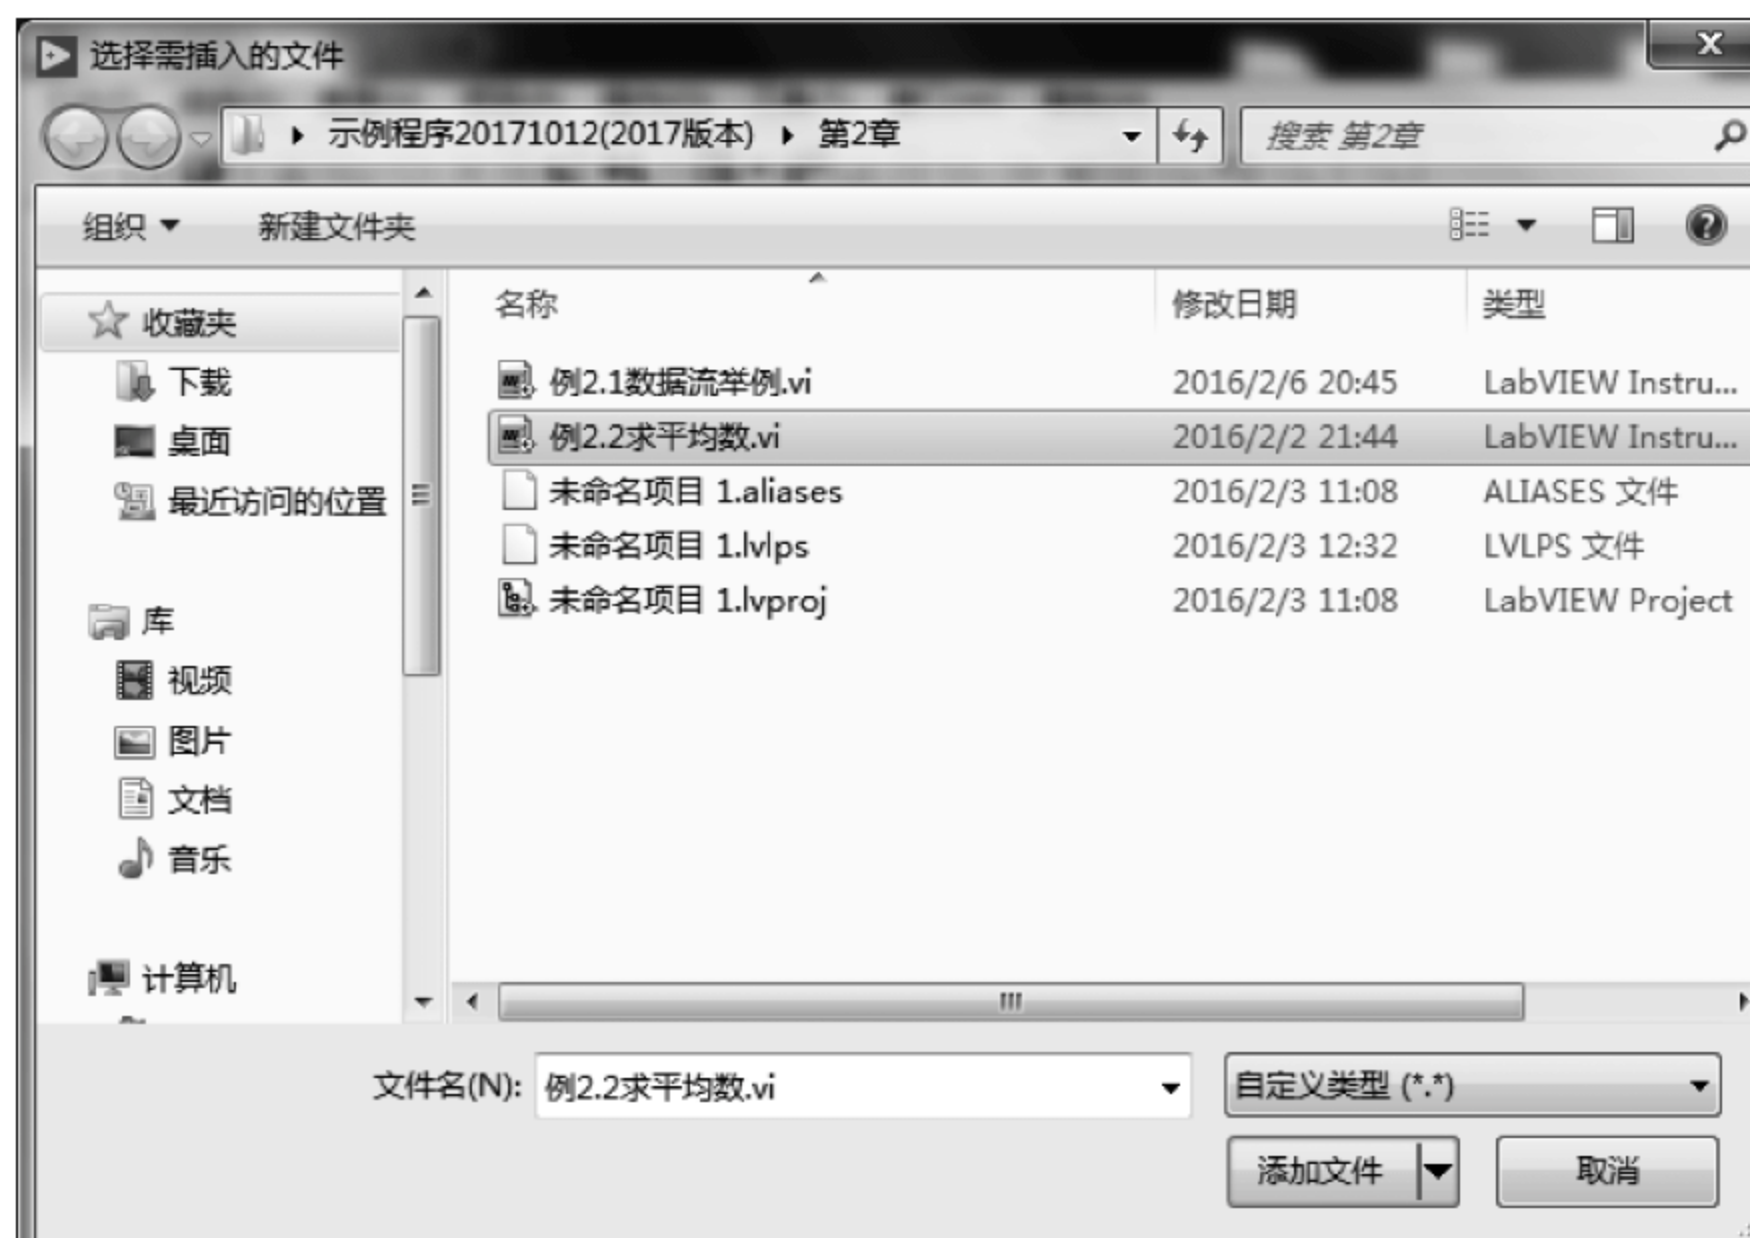 选择需插入的文件
示例程序20171012(2017版本) 第2章 搜索 第2章
组织 新建文件夹
名称 修改日期 类型
收藏夹
下载
桌面
最近访问的位置
库
视频
图片
文档
音乐
计算机
例2.1数据流举例.vi 2016/2/6 20:45 LabVIEW Instru...
例2.2求平均数.vi 2016/2/2 21:44 LabVIEW Instru...
未命名项目 1.aliases 2016/2/3 11:08 ALIASES 文件
未命名项目 1.lvlps 2016/2/3 12:32 LVLPS 文件
未命名项目 1.lvproj 2016/2/3 11:08 LabVIEW Project
文件名(N): 例2.2求平均数.vi 自定义类型 (*.*)
添加文件 取消